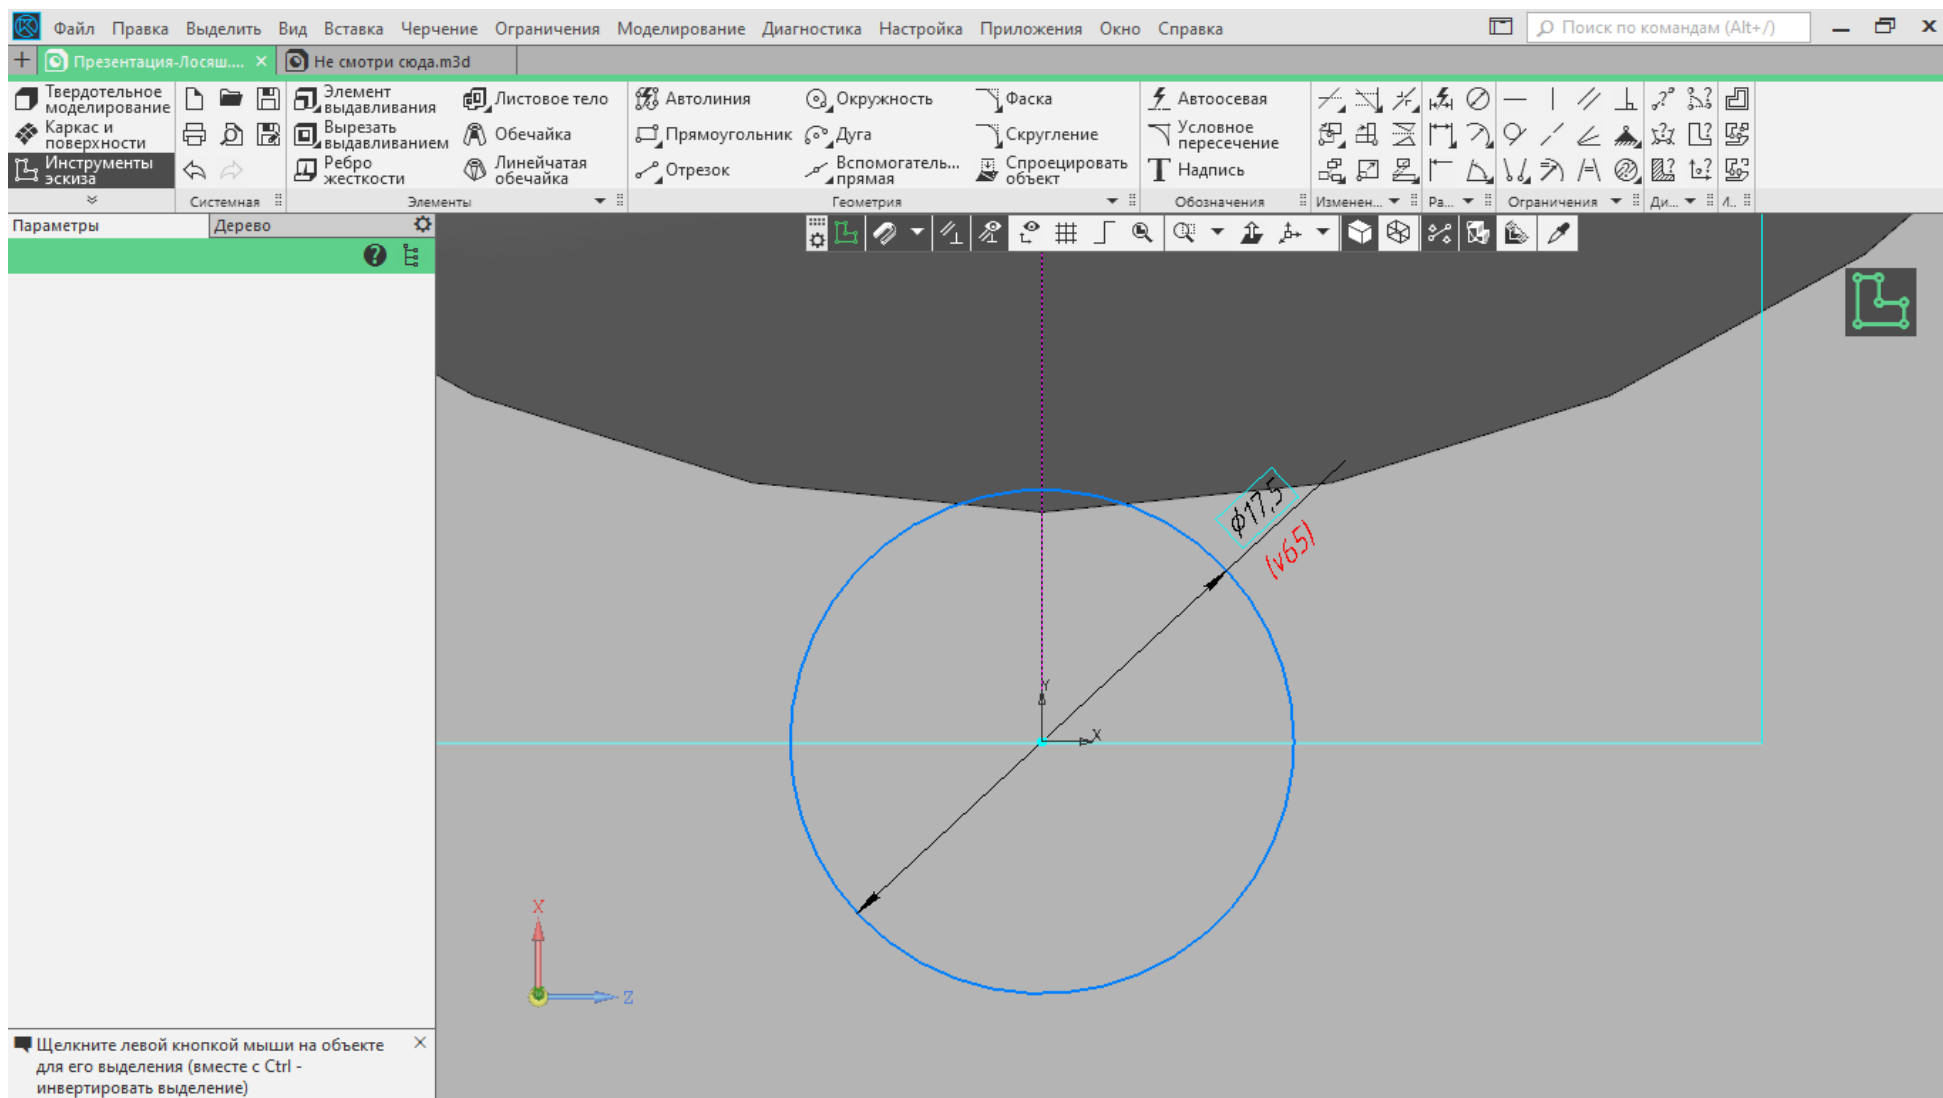 Файл Правка Выделить Вид Вставка Черчение Ограничения Моделирование Диагностика Настройка Приложения Окно Справка Поиск по командам (Alt+/)
Презентация-Лосяш.... Не смотри сюда.m3d
Твердотельное
моделирование
Каркас и
поверхности
Инструменты
эскиза
Системная
Элемент
выдавливания
Вырезать
выдавливанием
Ребро
жесткости
Листовое тело
Обечайка
Линейчатая
обечайка
Элементы
Автолиния
Прямоугольник
Отрезок
Окружность
Дуга
Вспомогатель...
прямая
Фаска
Скругление
Спроецировать
объект
Геометрия
Автоосевая
Условное
пересечение
Надпись
Обозначения
Изменен...
Ра...
Ограничения
Ди...
И..
Параметры Дерево
ϕ17,5
(v65)
Y
X
X
Z
Щелкните левой кнопкой мыши на объекте
для его выделения (вместе с Ctrl -
инвертировать выделение)